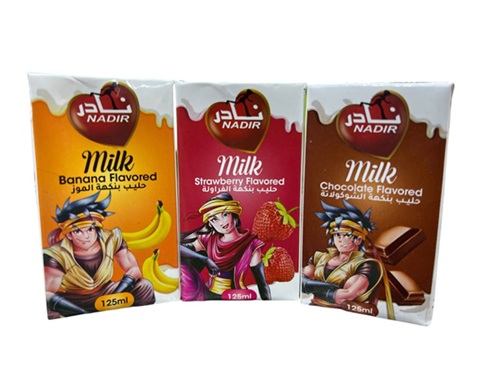 نادر
NADIR
Milk
Banana Flavored
حليب بنكهة الموز
125ml
نادر
NADIR
Milk
Strawberry Flavored
حليب بنكهة الفراولة
125ml
نادر
NADIR
Milk
Chocolate Flavored
حليب بنكهة الشوكولاتة
125ml